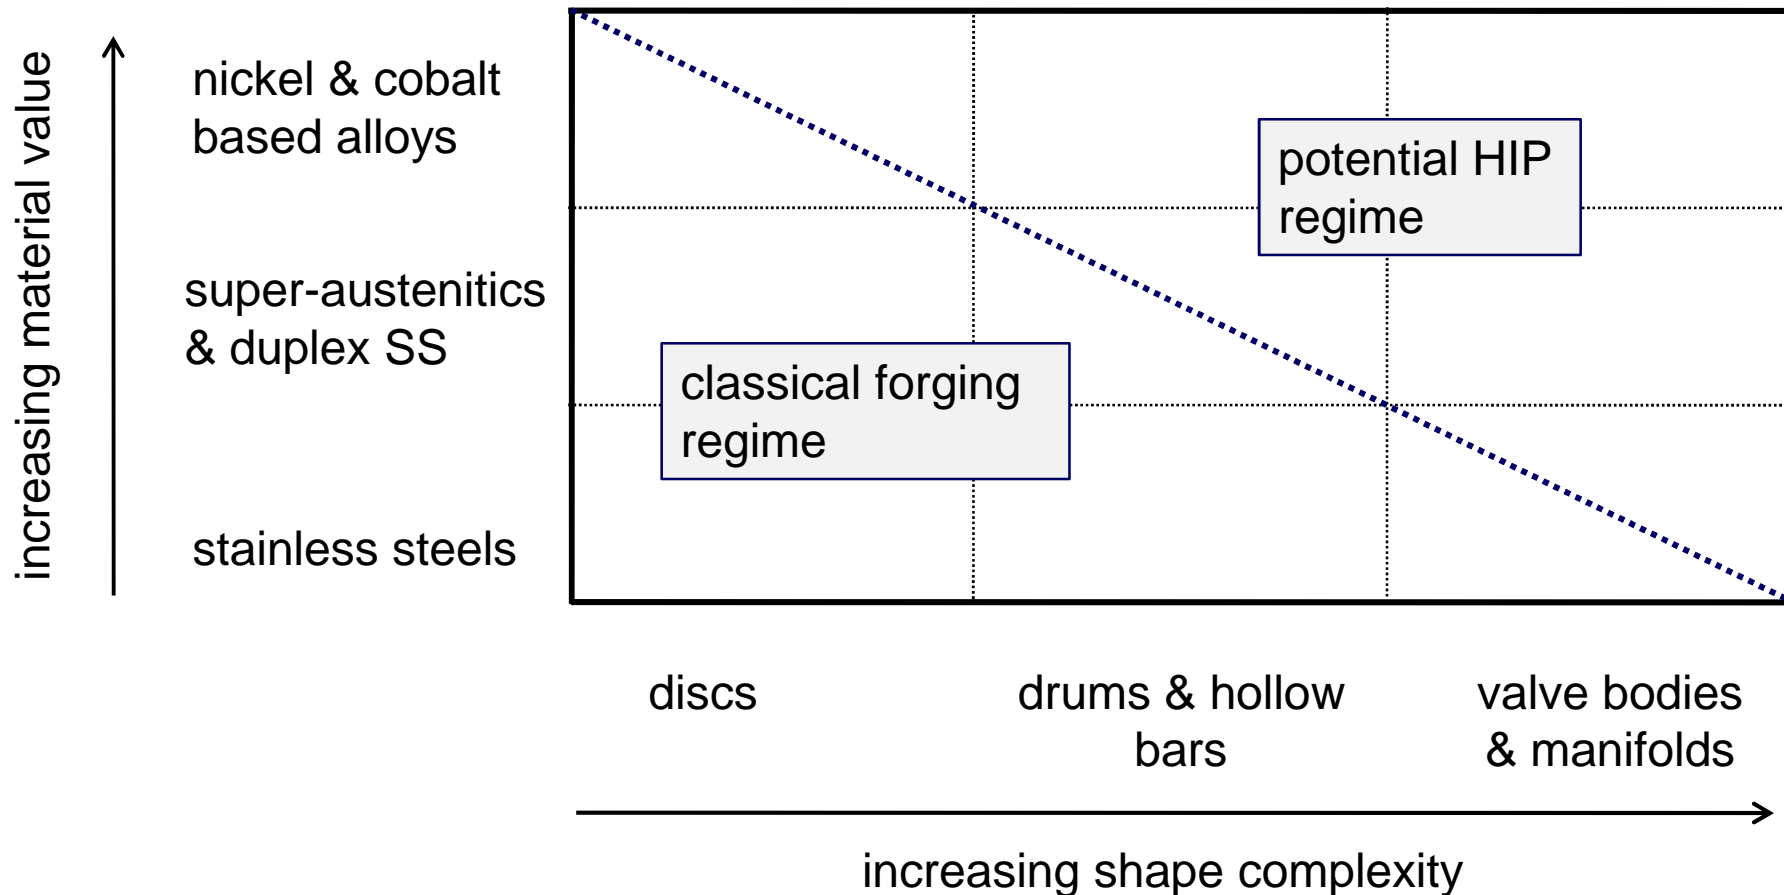 increasing material value
nickel & cobalt
based alloys
super-austenitics
& duplex SS
stainless steels
potential HIP
regime
classical forging
regime
discs
drums & hollow
bars
valve bodies
& manifolds
increasing shape complexity